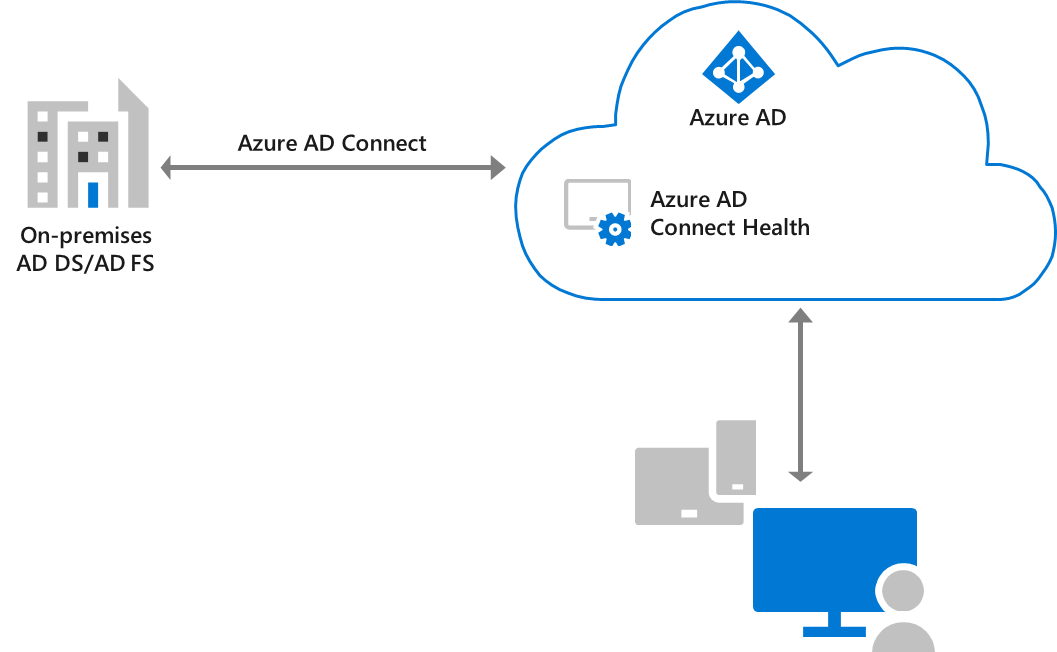 Azure AD
Azure AD Connect
Azure AD
Connect Health
On-premises
AD DS/AD FS